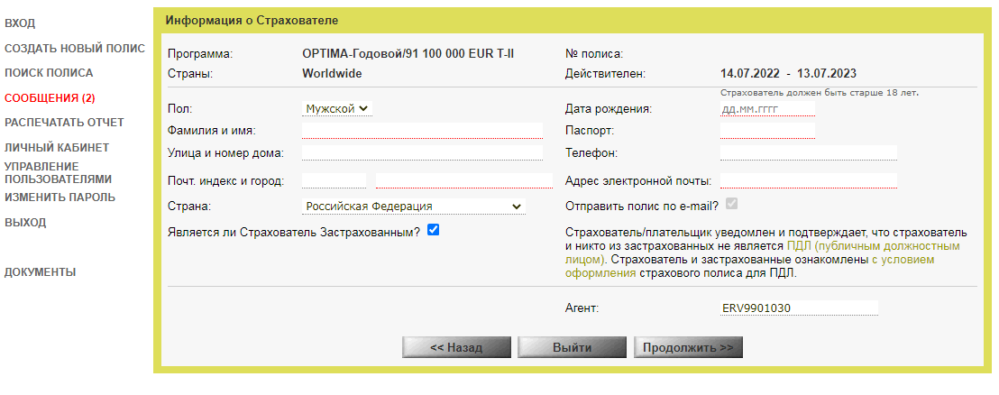 ВХОД
СОЗДАТЬ НОВЫЙ ПОЛИС
ПОИСК ПОЛИСА
СООБЩЕНИЯ (2)
РАСПЕЧАТАТЬ ОТЧЕТ
ЛИЧНЫЙ КАБИНЕТ
УПРАВЛЕНИЕ
ПОЛЬЗОВАТЕЛЯМИ
ИЗМЕНИТЬ ПАРОЛЬ
ВЫХОД
ДОКУМЕНТЫ
Информация о Страхователе
Программа: OPTIMA-Годовой/91 100 000 EUR T-II № полиса:
Страны: Worldwide Действителен: 14.07.2022 - 13.07.2023
Страхователь должен быть старше 18 лет.
Пол: Мужской Дата рождения: дд.мм.гггг
Фамилия и имя: Паспорт:
Улица и номер дома: Телефон:
Почт. индекс и город: Адрес электронной почты:
Страна: Российская Федерация Отправить полис по e-mail?
Является ли Страхователь Застрахованным? Страхователь/плательщик уведомлен и подтверждает, что страхователь
и никто из застрахованных не является ПДЛ (публичным должностным
лицом). Страхователь и застрахованные ознакомлены с условием
оформления страхового полиса для ПДЛ.
Агент: ERV9901030
<< Назад Выйти Продолжить >>